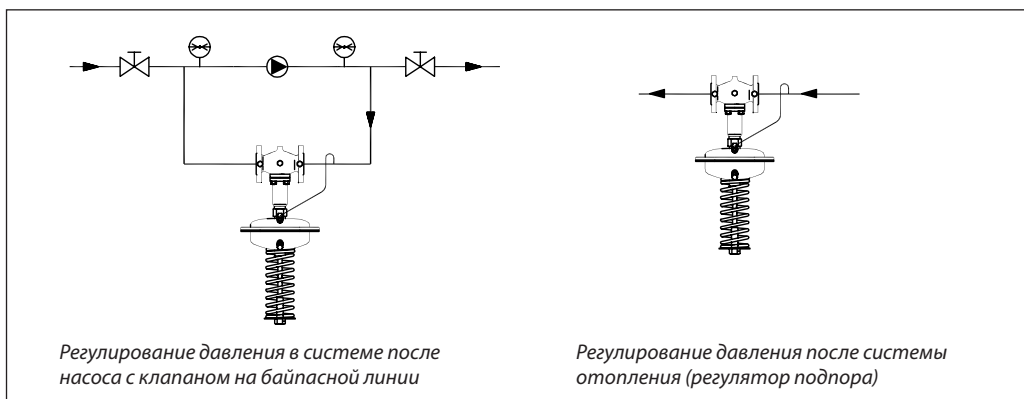 Регулирование давления в системе после
насоса с клапаном на байпасной линии
Регулирование давления после системы
отопления (регулятор подпора)